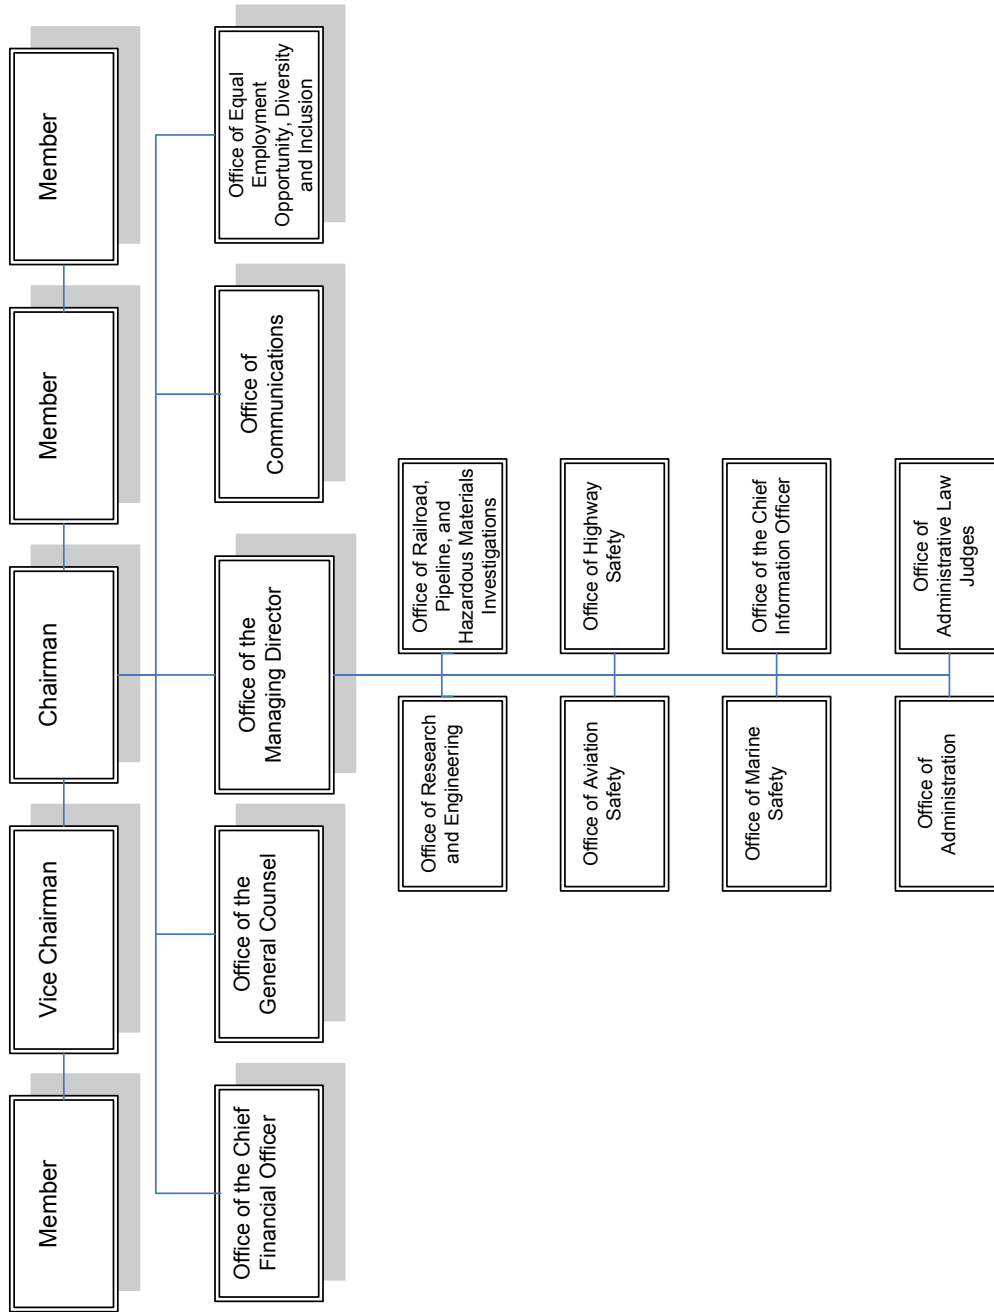 Member
Vice Chairman
Chairman
Member
Member
Office of the Chief
Financial Officer
Office of the
General Counsel
Office of the
Managing Director
Office of
Communications
Office of Equal
Employment
Opportunity, Diversity
and Inclusion
Office of Research
and Engineering
Office of Railroad,
Pipeline, and
Hazardous Materials
Investigations
Office of Aviation
Safety
Office of Highway
Safety
Office of Marine
Safety
Office of the Chief
Information Officer
Office of
Administration
Office of
Administrative Law
Judges